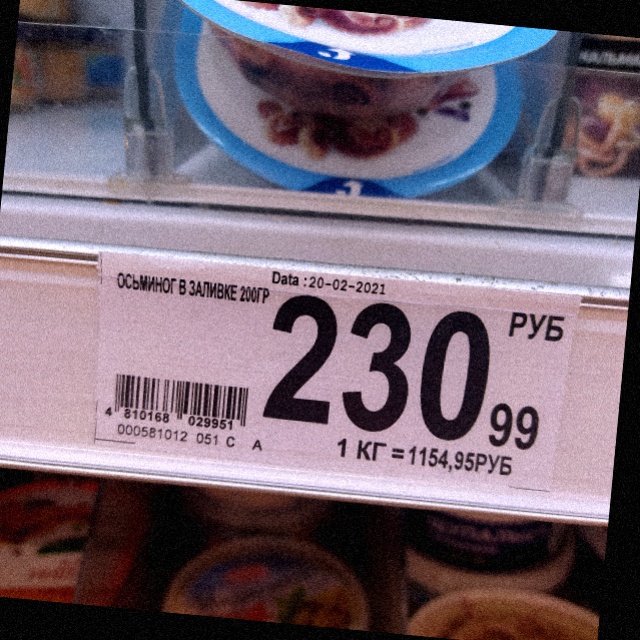 Data :20-02-2021
ОСЬМИНОГ В ЗАЛИВКЕ 200ГР
230 99 РУБ
4 810168 029951
000581012 051 C A
1 КГ =1154,95РУБ